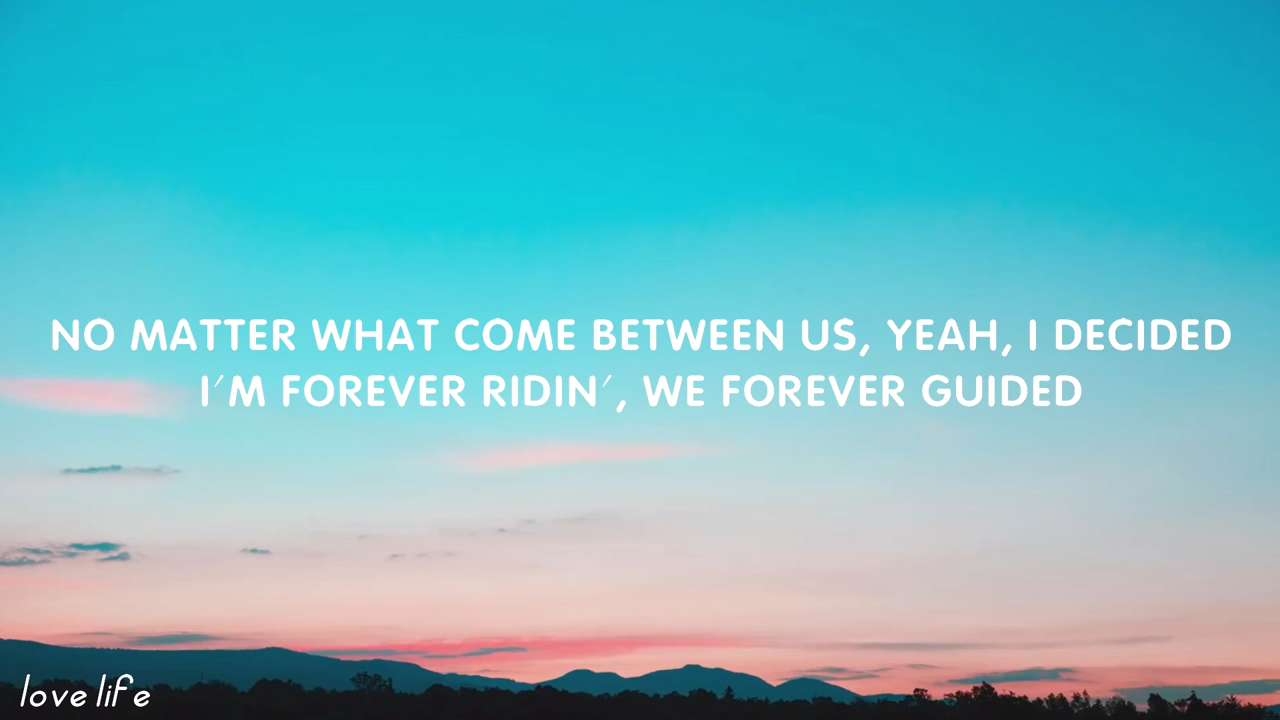 NO MATTER WHAT COME BETWEEN US, YEAH, I DECIDED
I'M FOREVER RIDIN', WE FOREVER GUIDED
love life